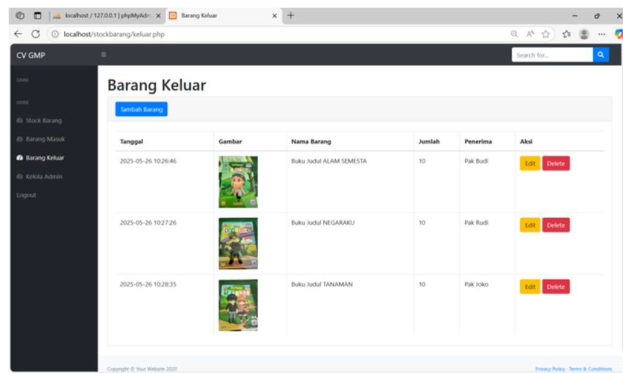 localhost / 127.0.0.1 | phpMyAdm
Barang Keluar
localhost/stockbarang/keluar.php
CV GMP
Search for...
Barang Keluar
Tambah Barang
Stock Barang
Barang Masuk
Barang Keluar
Kelola Admin
Logout
Tanggal Gambar Nama Barang Jumlah Penerima Aksi
2025-05-26 10:26:46 Buku Judul ALAM SEMESTA 10 Pak Budi Edit Delete
2025-05-26 10:27:26 Buku Judul NEGARAKU 10 Pak Rudi Edit Delete
2025-05-26 10:28:35 Buku Judul TANAMAN 10 Pak Joko Edit Delete
Copyright © Your Website 2020
Privacy Policy · Terms & Conditions